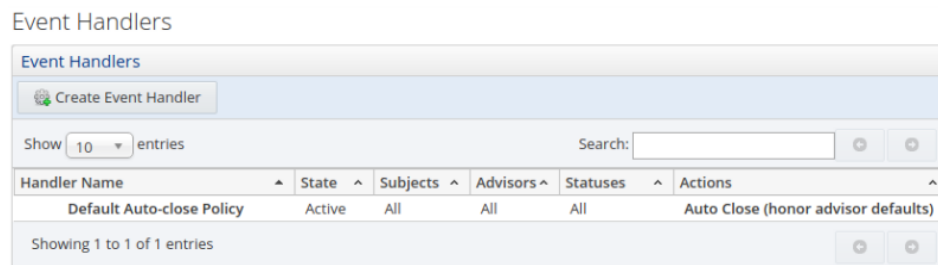 Event Handlers
Event Handlers
Create Event Handler
Show 10 entries Search:
Handler Name State Subjects Advisors Statuses Actions
Default Auto-close Policy Active All All All Auto Close (honor advisor defaults)
Showing 1 to 1 of 1 entries